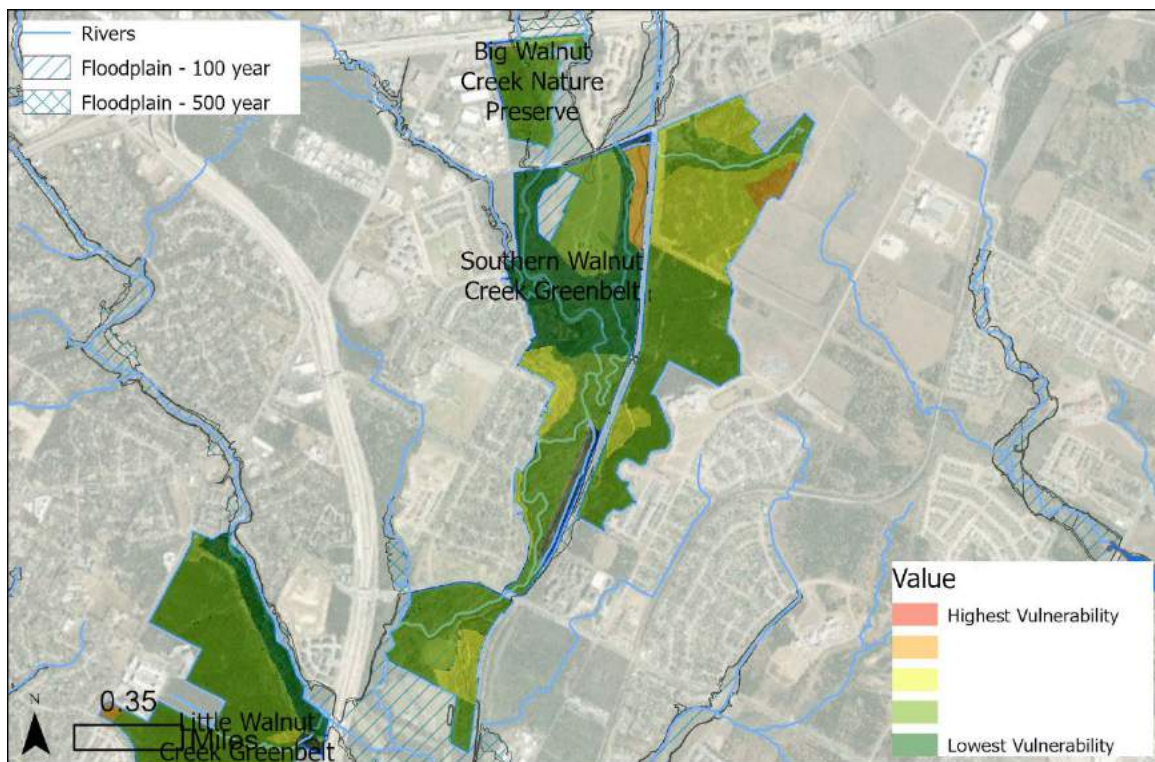 Rivers
Floodplain - 100 year
Floodplain - 500 year
Big Walnut
Creek Nature
Preserve
Southern Walnut
Creek Greenbelt
Value
Highest Vulnerability
Lowest Vulnerability
N
0.35
Miles
Little Walnut
Creek Greenbelt